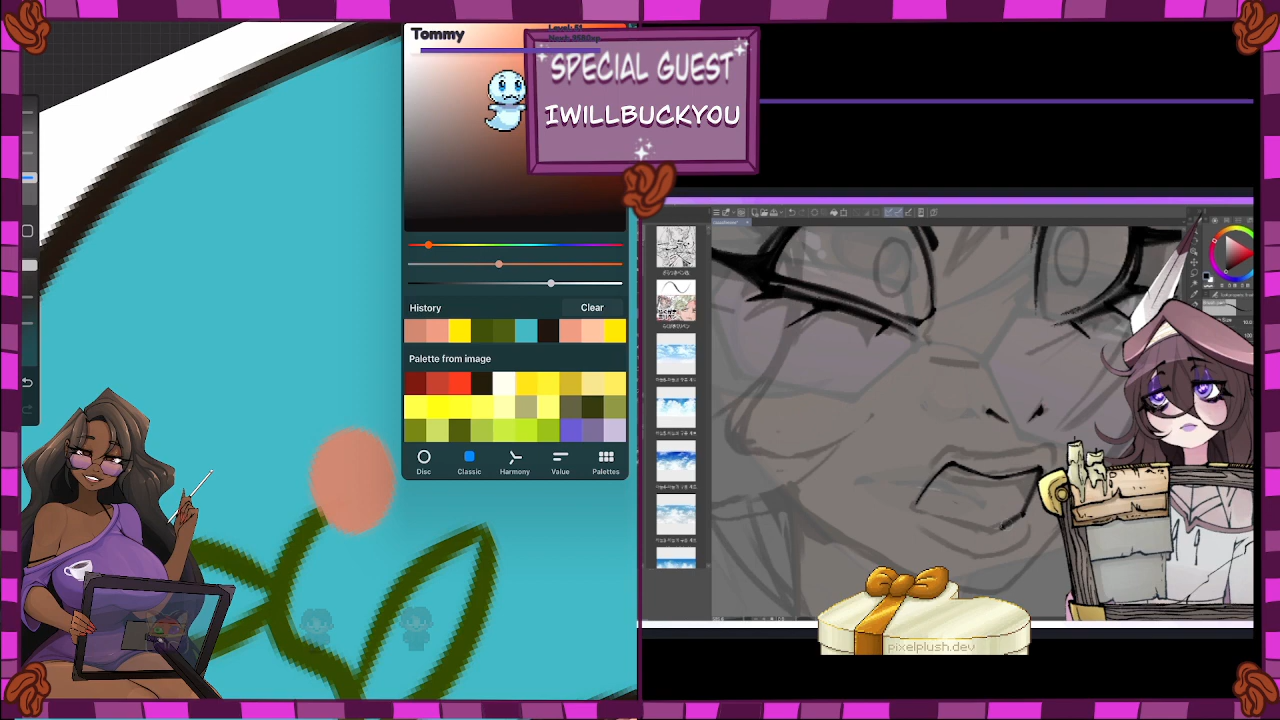 Tommy
SPECIAL GUEST
IWILLBUCKYOU
History
Clear
Palette from image
Disc
Classic
Harmony
Value
Palettes
pixelplush.dev